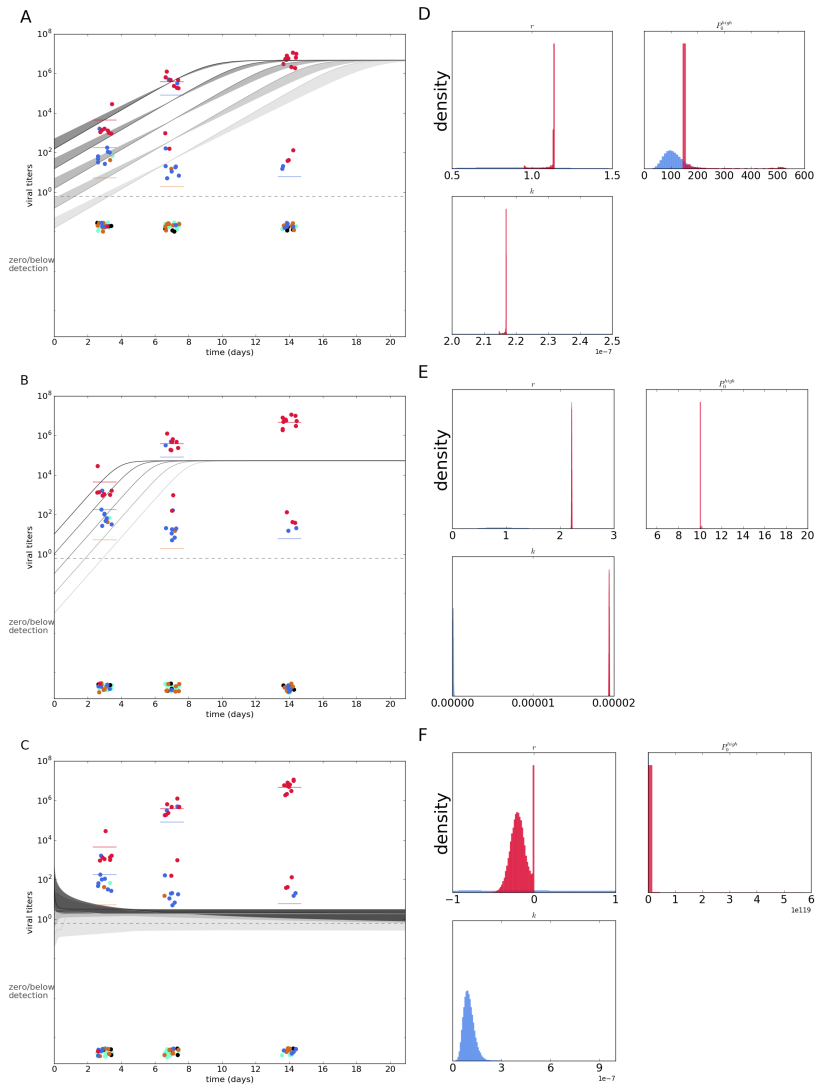 A
10^8
10^6
10^4
10^2
10^0
viral titers
zero/below
detection
0 2 4 6 8 10 12 14 16 18 20
time (days)
D
r
density
0.5 1.0 1.5
P_0^{high}
0 100 200 300 400 500 600
k
2.0 2.1 2.2 2.3 2.4 2.5
1e−7
B
10^8
10^6
10^4
10^2
10^0
viral titers
zero/below
detection
0 2 4 6 8 10 12 14 16 18 20
time (days)
E
r
density
0 1 2 3
P_0^{high}
6 8 10 12 14 16 18 20
k
0.00000 0.00001 0.00002
C
10^8
10^6
10^4
10^2
10^0
viral titers
zero/below
detection
0 2 4 6 8 10 12 14 16 18 20
time (days)
F
r
density
−1 0 1
P_0^{high}
0 1 2 3 4 5 6
1e119
k
0 3 6 9
1e−7